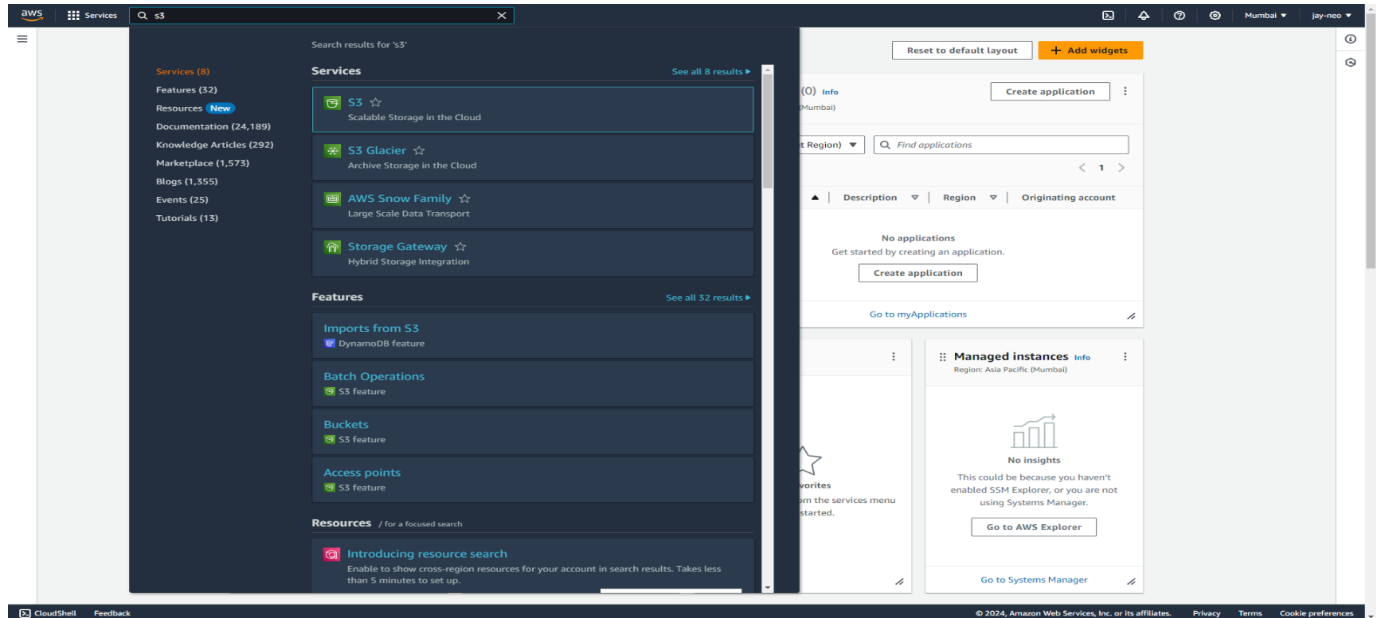 aws
Services
s3
Mumbai
jay-neo
Search results for 's3'
Services (8)
Features (32)
Resources New
Documentation (24,189)
Knowledge Articles (292)
Marketplace (1,573)
Blogs (1,355)
Events (25)
Tutorials (13)
Services
See all 8 results
S3
Scalable Storage in the Cloud
S3 Glacier
Archive Storage in the Cloud
AWS Snow Family
Large Scale Data Transport
Storage Gateway
Hybrid Storage Integration
Features
See all 32 results
Imports from S3
DynamoDB feature
Batch Operations
S3 feature
Buckets
S3 feature
Access points
S3 feature
Resources / for a focused search
Introducing resource search
Enable to show cross-region resources for your account in search results. Takes less
than 5 minutes to set up.
Reset to default layout
+ Add widgets
(0) Info
(Mumbai)
Create application
t Region)
Find applications
1
Description
Region
Originating account
No applications
Get started by creating an application.
Create application
Go to myApplications
vorites
om the services menu
started.
Managed instances Info
Region: Asia Pacific (Mumbai)
No insights
This could be because you haven't
enabled SSM Explorer, or you are not
using Systems Manager.
Go to AWS Explorer
Go to Systems Manager
CloudShell
Feedback
© 2024, Amazon Web Services, Inc. or its affiliates.
Privacy
Terms
Cookie preferences